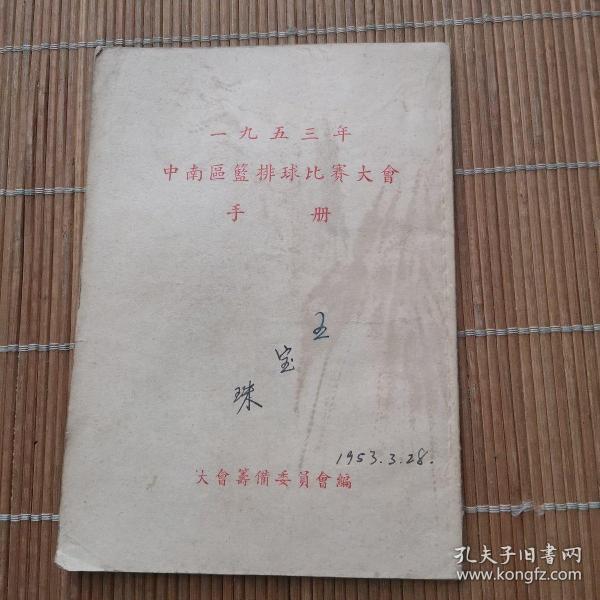 一九五三年
中南區籃排球比賽大會
手册
王宝珠
1953.3.28.
大會籌備委員會編
孔夫子旧书网
www.kongfz.com